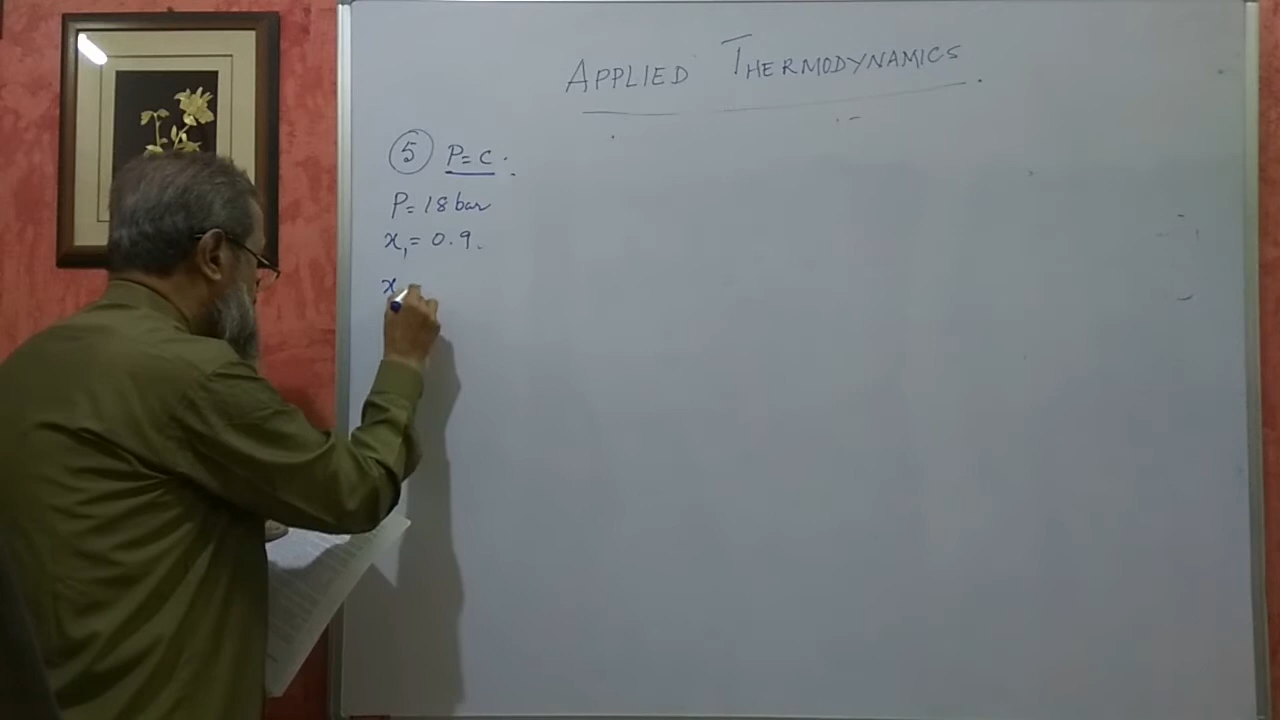 APPLIED THERMODYNAMICS
5 P = C.
P = 18 bar
x₁ = 0.9.
x